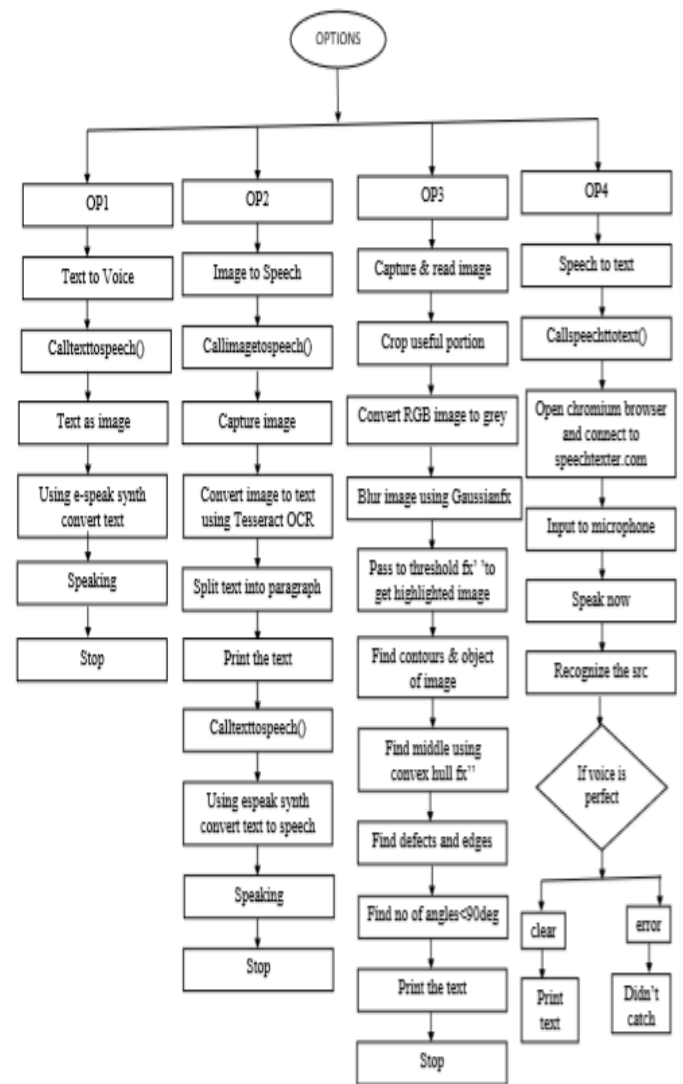 OPTIONS
OP1
Text to Voice
Calltexttospeech()
Text as image
Using e-speak synth
convert text
Speaking
Stop
OP2
Image to Speech
Callimagetospeech()
Capture image
Convert image to text
using Tesseract OCR
Split text into paragraph
Print the text
Calltexttospeech()
Using espeak synth
convert text to speech
Speaking
Stop
OP3
Capture & read image
Crop useful portion
Convert RGB image to grey
Blur image using Gaussianfx
Pass to threshold fx’ ’to
get highlighted image
Find contours & object
of image
Find middle using
convex hull fx’’
Find defects and edges
Find no of angles<90deg
Print the text
Stop
OP4
Speech to text
Callspeechttotext()
Open chromium browser
and connect to
speechtexter.com
Input to microphone
Speak now
Recognize the src
If voice is
perfect
clear
Print
text
error
Didn’t
catch